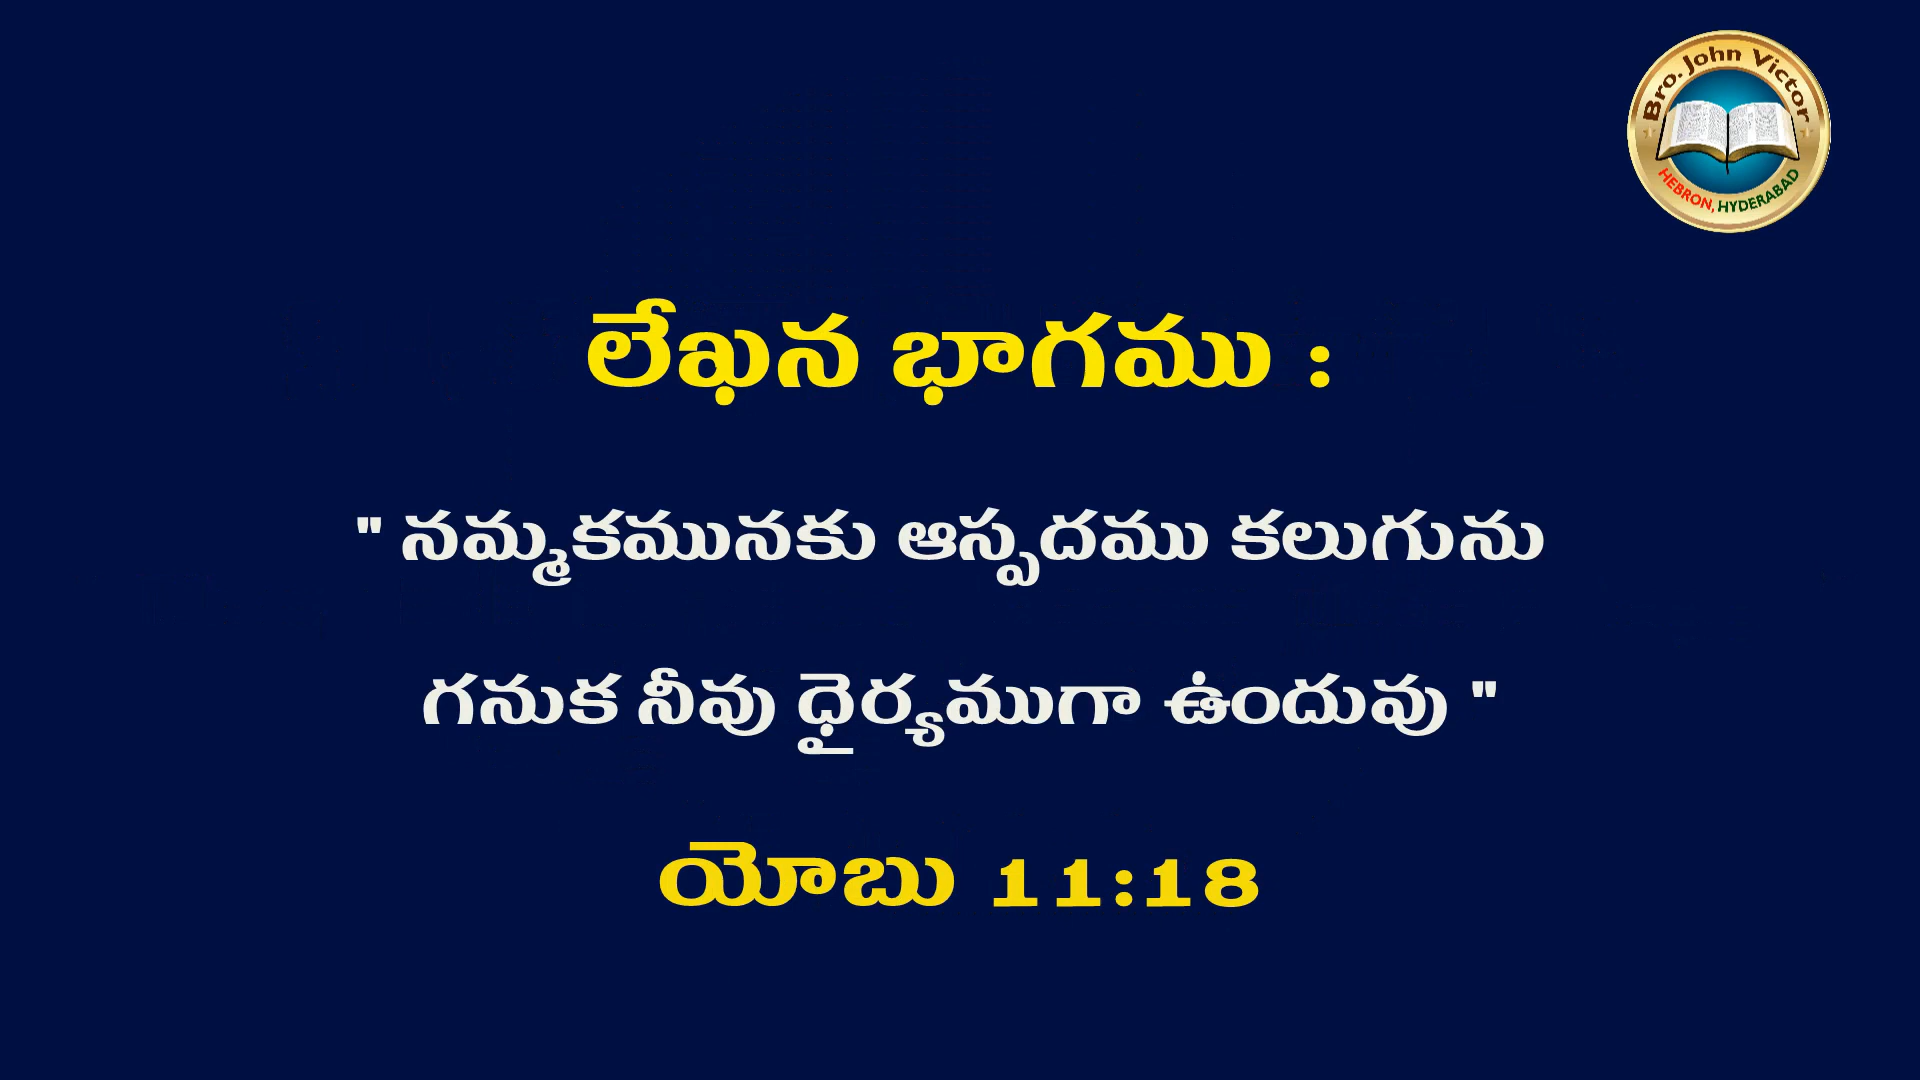 Bro. John Victor
HEBRON, HYDERABAD
లేఖన భాగము :
" నమ్మకమునకు ఆస్పదము కలుగును
గనుక నీవు ధైర్యముగా ఉందువు "
యోబు 11:18